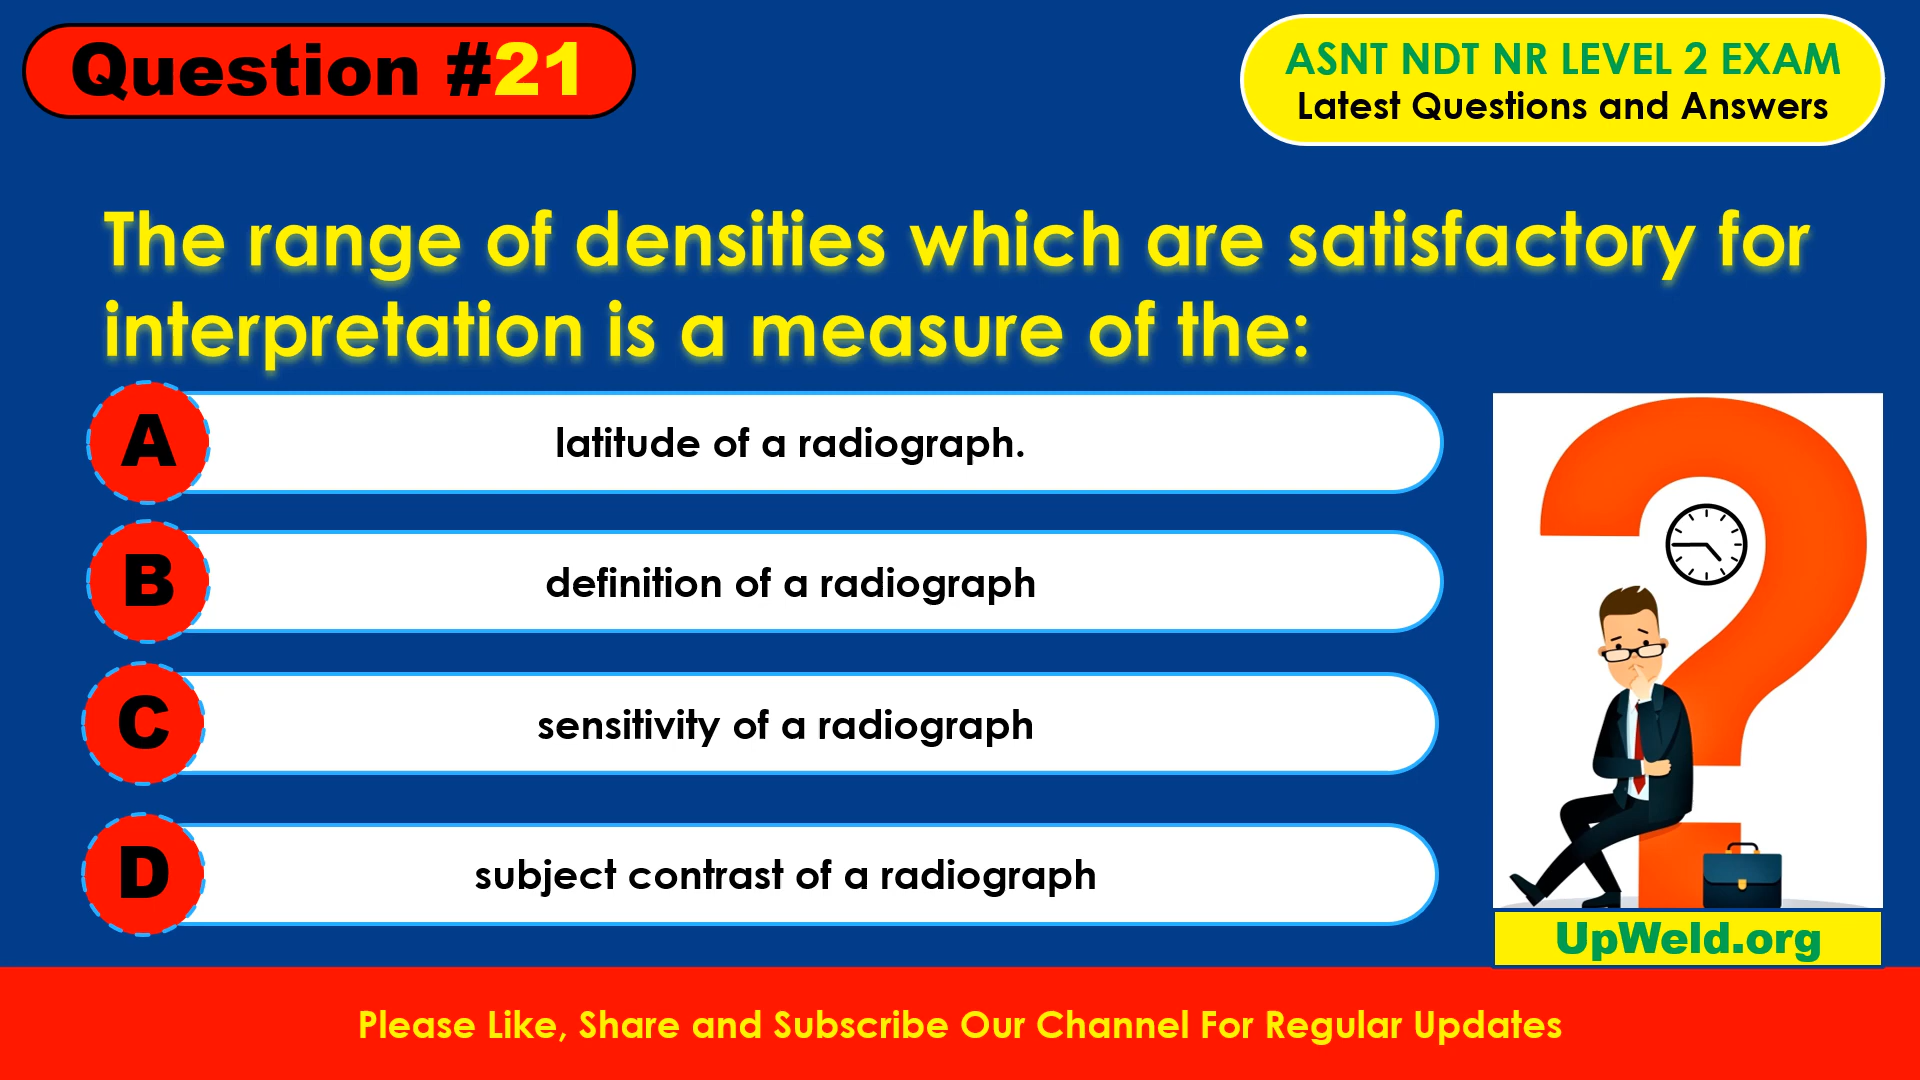 Question #21
ASNT NDT NR LEVEL 2 EXAM
Latest Questions and Answers
The range of densities which are satisfactory for
interpretation is a measure of the:
A
latitude of a radiograph.
B
definition of a radiograph
C
sensitivity of a radiograph
D
subject contrast of a radiograph
UpWeld.org
Please Like, Share and Subscribe Our Channel For Regular Updates